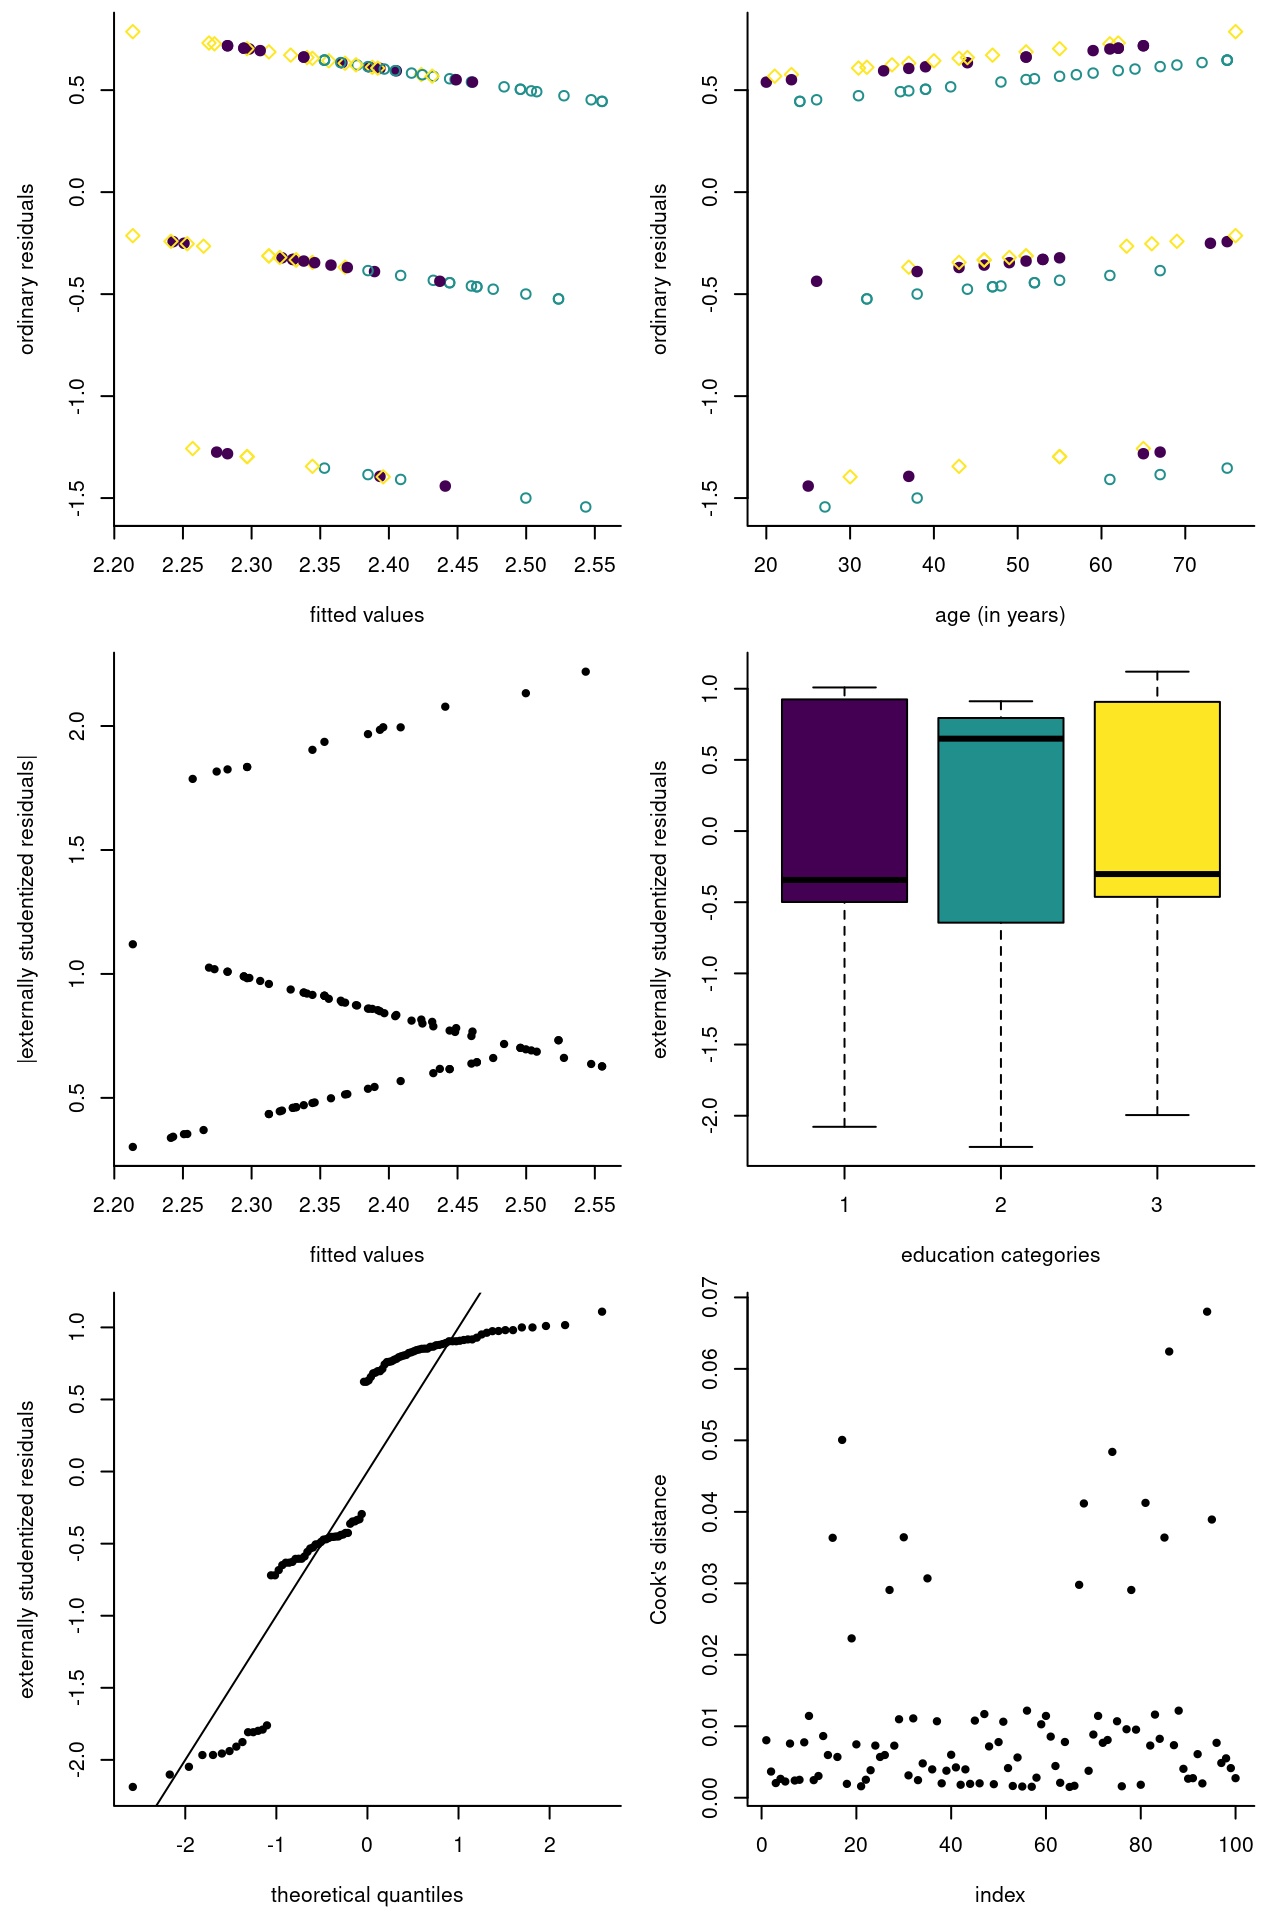 ordinary residuals
0.5
0.0
-0.5
-1.0
-1.5
2.20 2.25 2.30 2.35 2.40 2.45 2.50 2.55
fitted values
ordinary residuals
0.5
0.0
-0.5
-1.0
-1.5
20 30 40 50 60 70
age (in years)
|externally studentized residuals|
2.0
1.5
1.0
0.5
2.20 2.25 2.30 2.35 2.40 2.45 2.50 2.55
fitted values
externally studentized residuals
1.0
0.5
0.0
-0.5
-1.0
-1.5
-2.0
1 2 3
education categories
externally studentized residuals
1.0
0.5
0.0
-0.5
-1.0
-1.5
-2.0
-2 -1 0 1 2
theoretical quantiles
Cook's distance
0.07
0.06
0.05
0.04
0.03
0.02
0.01
0.00
0 20 40 60 80 100
index